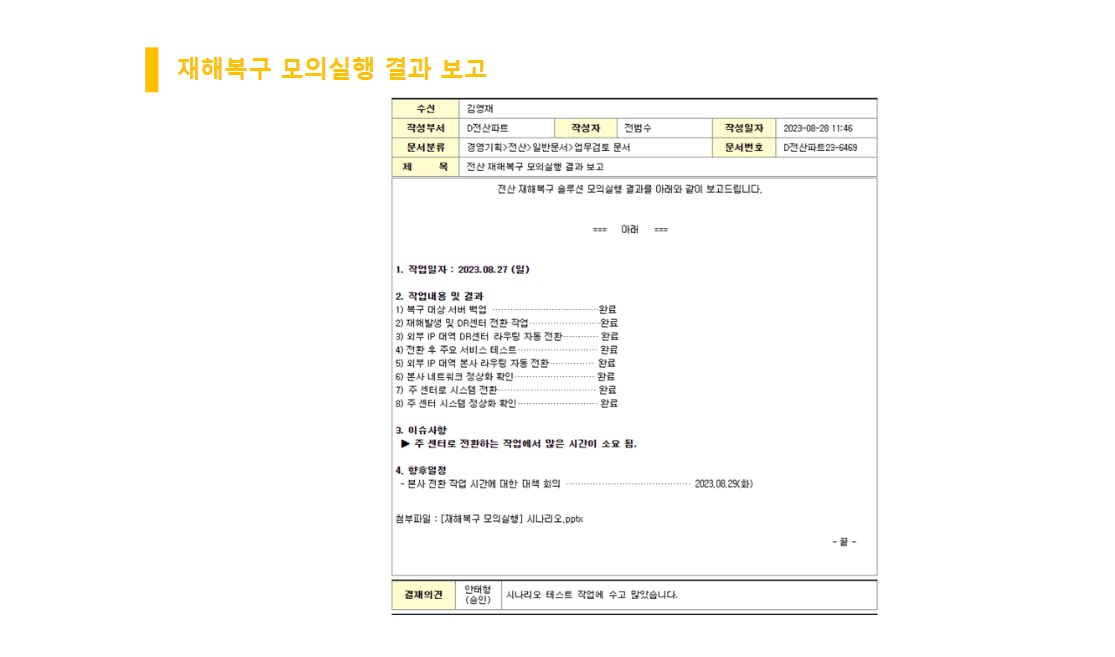 재해복구 모의실행 결과 보고
수신 김영재
작성부서 D전산파트 작성자 전범수 작성일자 2023-08-28 11:46
문서분류 경영기획>전산>일반문서>업무검토 문서 문서번호 D전산파트23-6469
제 목 전산 재해복구 모의실행 결과 보고
전산 재해복구 솔루션 모의실행 결과를 아래와 같이 보고드립니다.
=== 아래 ===
1. 작업일자 : 2023.08.27 (일)
2. 작업내용 및 결과
1) 복구 대상 서버 백업 ····································완료
2) 재해발생 및 DR센터 전환 작업························완료
3) 외부 IP 대역 DR센터 라우팅 자동 전환············ 완료
4) 전환 후 주요 서비스 테스트··························· 완료
5) 외부 IP 대역 본사 라우팅 자동 전환··············· 완료
6) 본사 네트워크 정상화 확인··························· 완료
7) 주 센터로 시스템 전환································· 완료
8) 주 센터 시스템 정상화 확인··························· 완료
3. 이슈사항
▶ 주 센터로 전환하는 작업에서 많은 시간이 소요 됨.
4. 향후일정
- 본사 전환 작업 시간에 대한 대책 회의 ·········································· 2023.08.29(화)
첨부파일 : [재해복구 모의실행] 시나리오.pptx
- 끝 -
결재의견 안태형 (승인) 시나리오 테스트 작업에 수고 많았습니다.